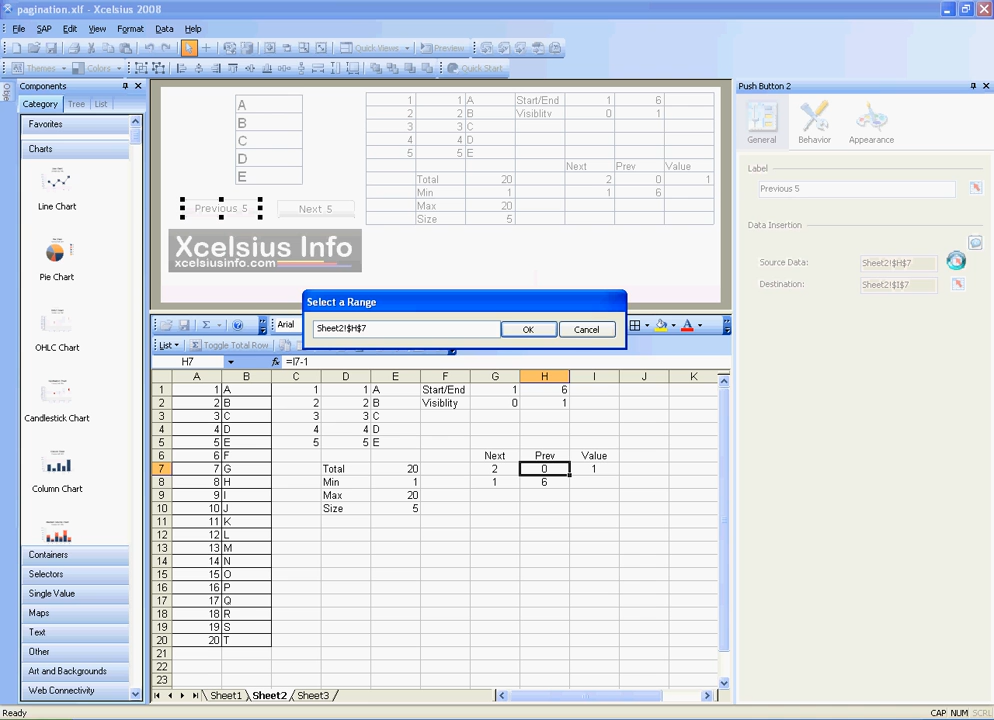 pagination.xlf - Xcelsius 2008
File SAP Edit View Format Data Help
Quick Views Preview
Themes Colors Quick Start
Components
Category Tree List
Favorites
Charts
Line Chart
Pie Chart
OHLC Chart
Candlestick Chart
Column Chart
Containers
Selectors
Single Value
Maps
Text
Other
Art and Backgrounds
Web Connectivity
A
B
C
D
E
Previous 5 Next 5
Xcelsius Info
xcelsiusinfo.com
1 1 A Start/End 1 6
2 2 B Visiblity 0 1
3 3 C
4 4 D
5 5 E
Next Prev Value
Total 20 2 0 1
Min 1 1 6
Max 20
Size 5
Push Button 2
General Behavior Appearance
Label
Previous 5
Data Insertion
Source Data: Sheet2!$H$7
Destination: Sheet2!$I$7
Select a Range
Sheet2!$H$7 OK Cancel
Arial
List Toggle Total Row
H7 =I7-1
A B C D E F G H I J K
1 1 A 1 1 A Start/End 1 6
2 2 B 2 2 B Visiblity 0 1
3 3 C 3 3 C
4 4 D 4 4 D
5 5 E 5 5 E
6 6 F Next Prev Value
7 7 G Total 20 2 0 1
8 8 H Min 1 1 6
9 9 I Max 20
10 10 J Size 5
11 11 K
12 12 L
13 13 M
14 14 N
15 15 O
16 16 P
17 17 Q
18 18 R
19 19 S
20 20 T
21
22
23
Sheet1 Sheet2 Sheet3
Ready CAP NUM SCRL